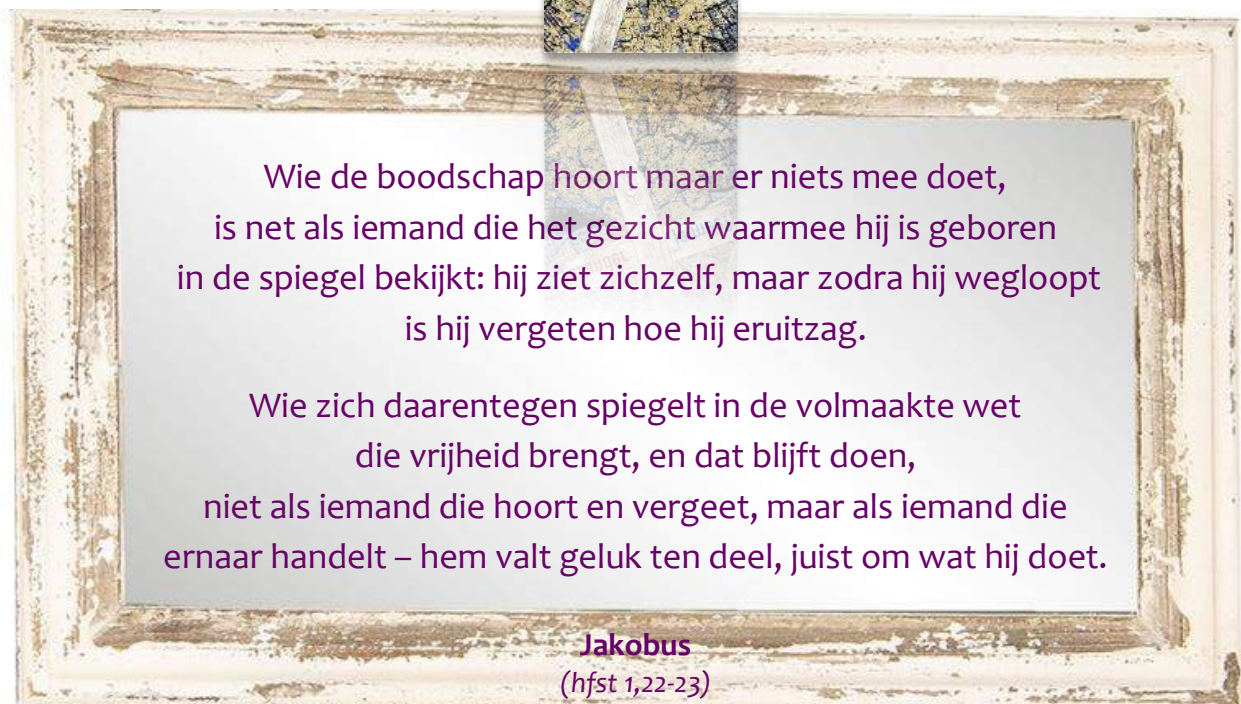 Wie de boodschap hoort maar er niets mee doet,
is net als iemand die het gezicht waarmee hij is geboren
in de spiegel bekijkt: hij ziet zichzelf, maar zodra hij wegloopt
is hij vergeten hoe hij eruitzag.
Wie zich daarentegen spiegelt in de volmaakte wet
die vrijheid brengt, en dat blijft doen,
niet als iemand die hoort en vergeet, maar als iemand die
ernaar handelt – hem valt geluk ten deel, juist om wat hij doet.
Jakobus
(hfst 1,22-23)